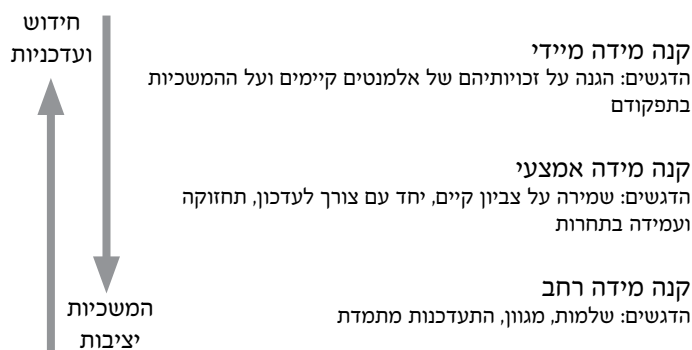 חידוש
ועדכניות
קנה מידה מיידי
הדגשים: הגנה על זכויותיהם של אלמנטים קיימים ועל ההמשכיות
בתפקודם
קנה מידה אמצעי
הדגשים: שמירה על צביון קיים, יחד עם צורך לעדכון, תחזוקה
ועמידה בתחרות
קנה מידה רחב
הדגשים: שלמות, מגוון, התעדכנות מתמדת
המשכיות
יציבות